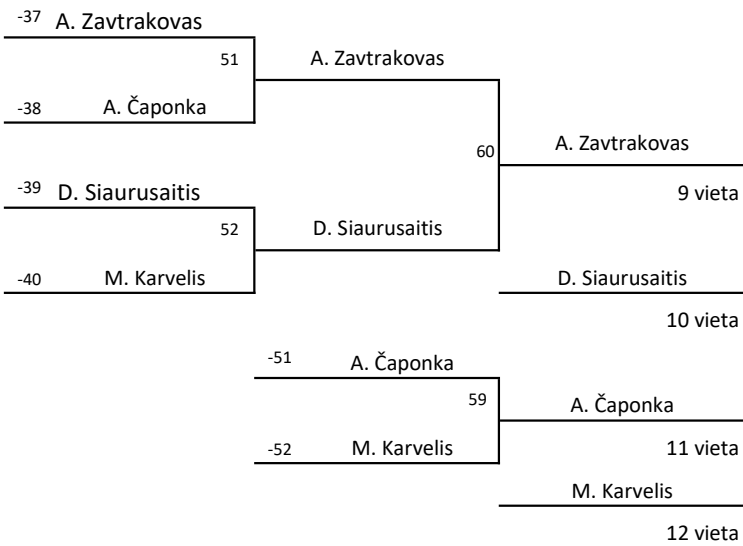 -37 A. Zavtrakovas
51 A. Zavtrakovas
-38 A. Čaponka
60 A. Zavtrakovas
-39 D. Siaurusaitis
9 vieta
52 D. Siaurusaitis
-40 M. Karvelis
D. Siaurusaitis
10 vieta
-51 A. Čaponka
59 A. Čaponka
-52 M. Karvelis
11 vieta
M. Karvelis
12 vieta